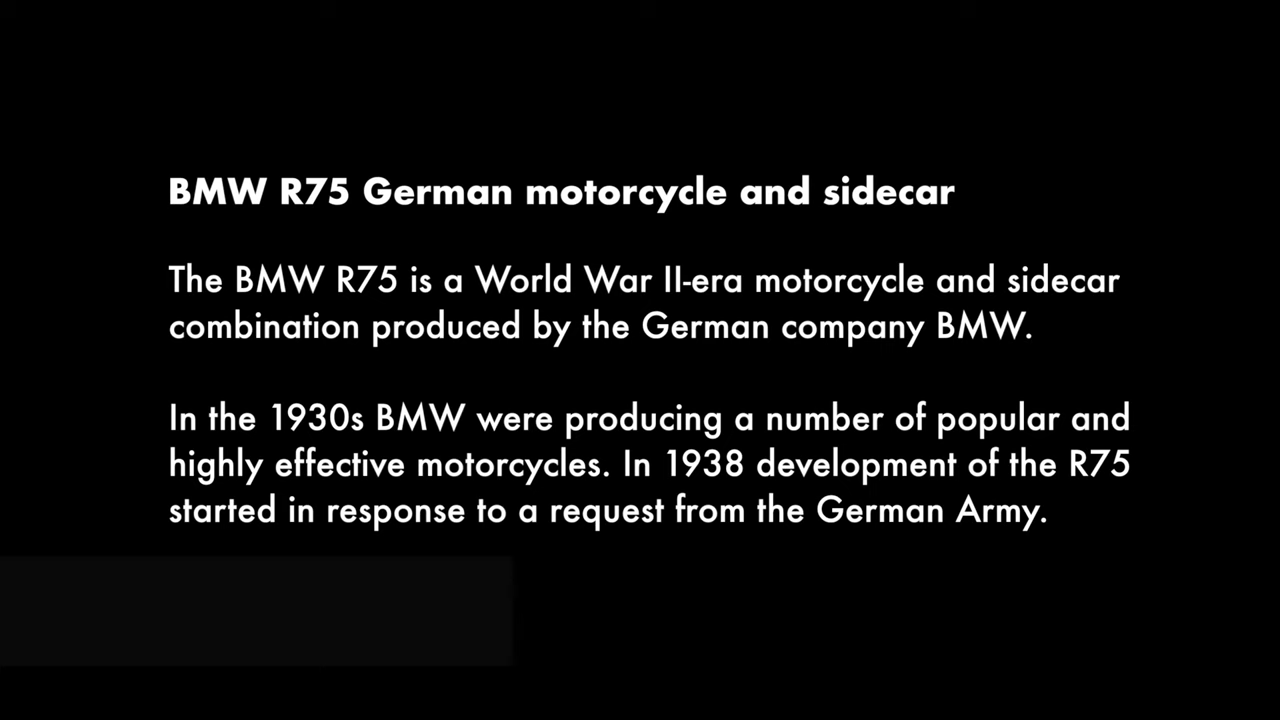 BMW R75 German motorcycle and sidecar
The BMW R75 is a World War II-era motorcycle and sidecar
combination produced by the German company BMW.
In the 1930s BMW were producing a number of popular and
highly effective motorcycles. In 1938 development of the R75
started in response to a request from the German Army.